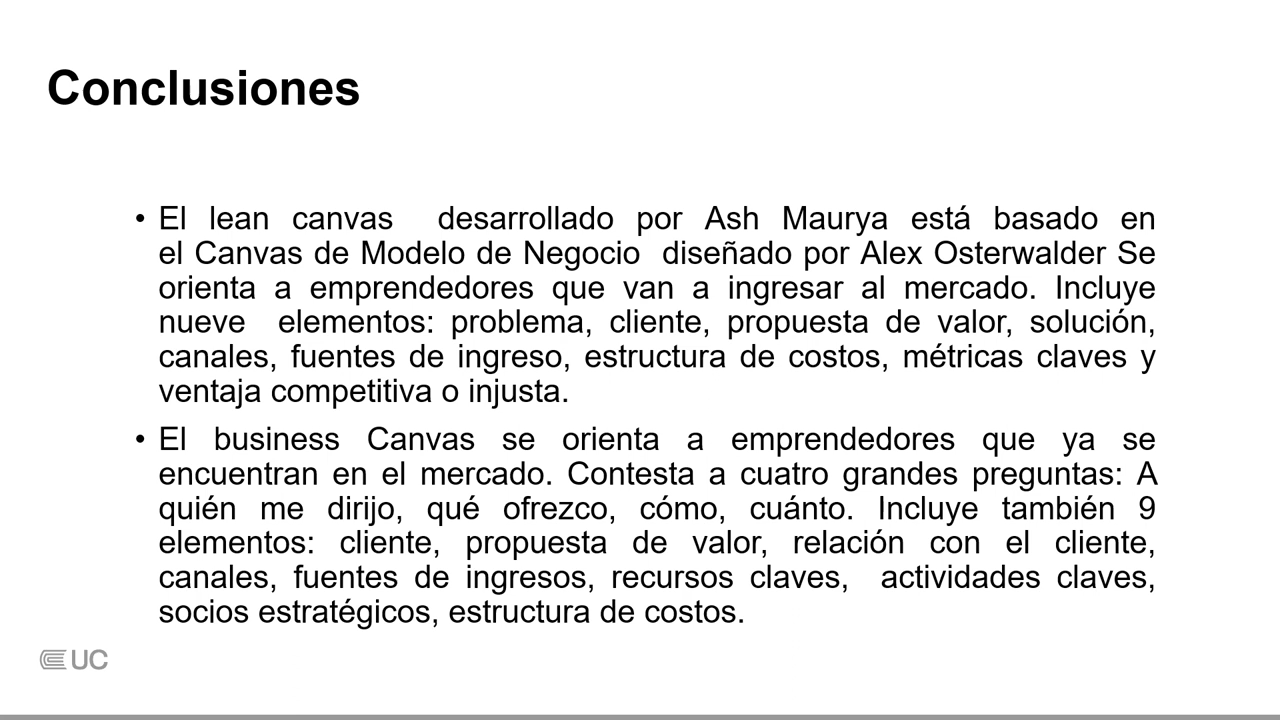 Conclusiones
• El lean canvas desarrollado por Ash Maurya está basado en
el Canvas de Modelo de Negocio diseñado por Alex Osterwalder Se
orienta a emprendedores que van a ingresar al mercado. Incluye
nueve elementos: problema, cliente, propuesta de valor, solución,
canales, fuentes de ingreso, estructura de costos, métricas claves y
ventaja competitiva o injusta.
• El business Canvas se orienta a emprendedores que ya se
encuentran en el mercado. Contesta a cuatro grandes preguntas: A
quién me dirijo, qué ofrezco, cómo, cuánto. Incluye también 9
elementos: cliente, propuesta de valor, relación con el cliente,
canales, fuentes de ingresos, recursos claves, actividades claves,
socios estratégicos, estructura de costos.
UC